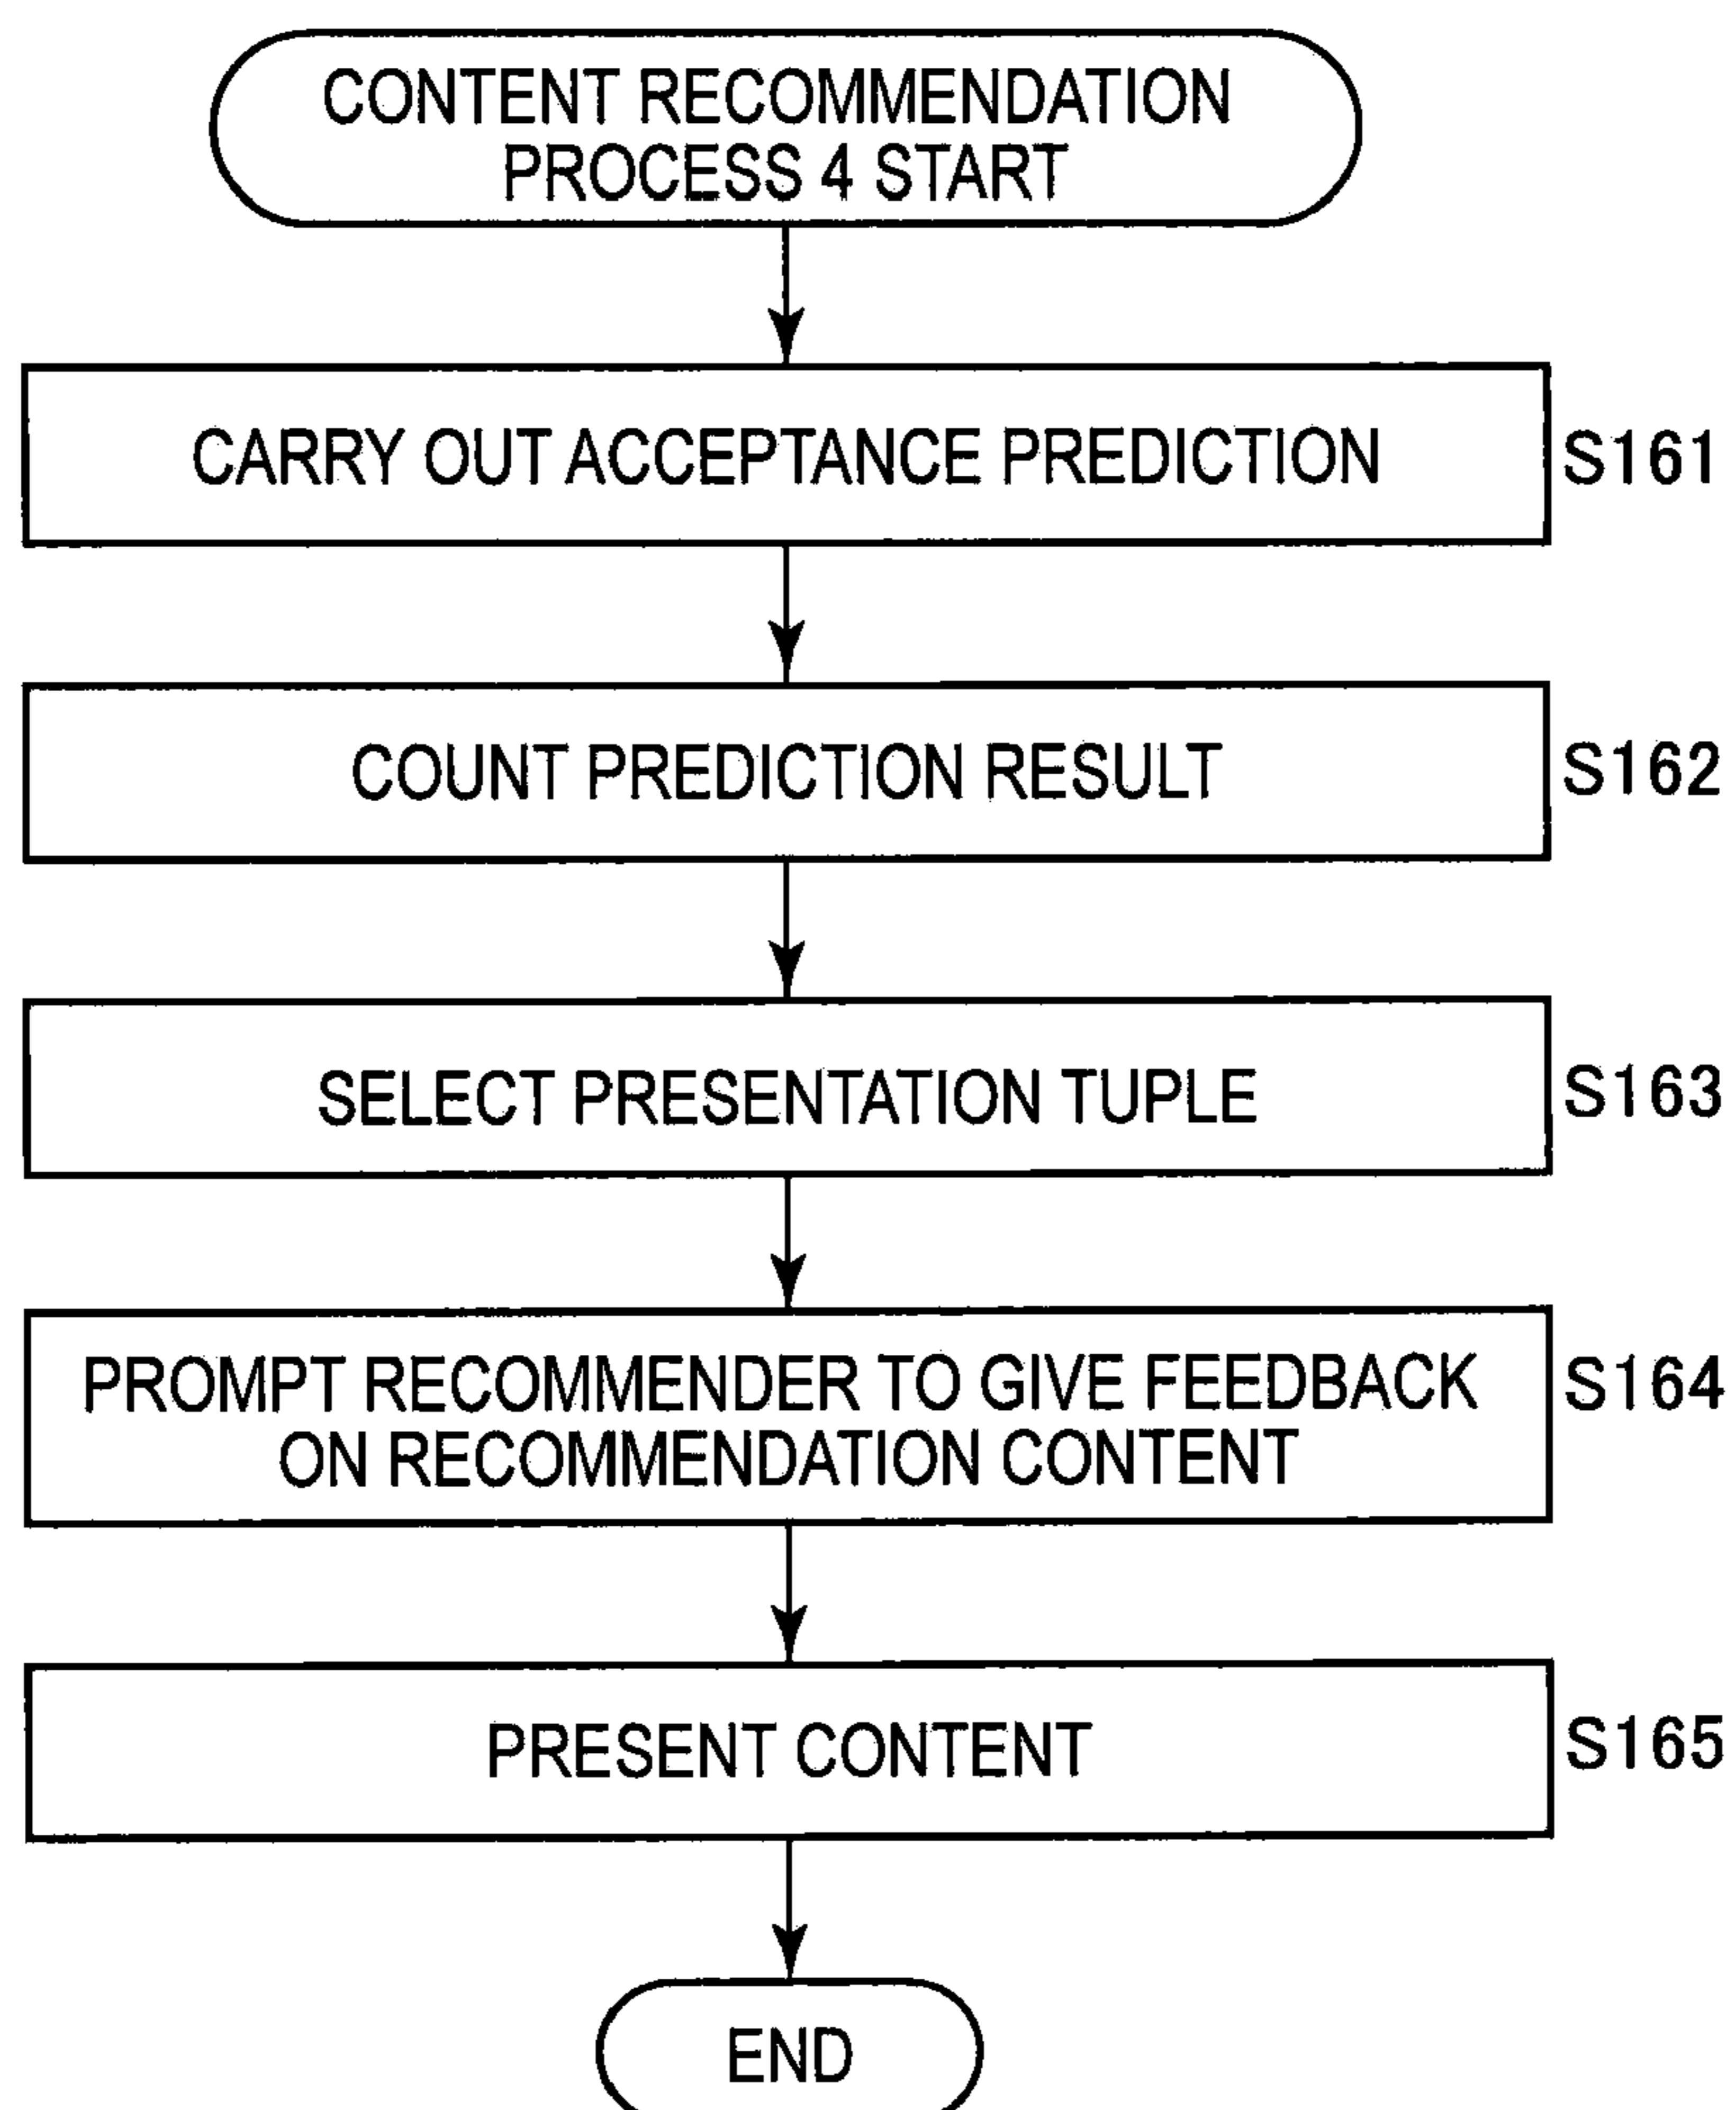 CONTENT RECOMMENDATION
PROCESS 4 START
CARRY OUT ACCEPTANCE PREDICTION
S161
COUNT PREDICTION RESULT
S162
SELECT PRESENTATION TUPLE
S163
PROMPT RECOMMENDER TO GIVE FEEDBACK
ON RECOMMENDATION CONTENT
S164
PRESENT CONTENT
S165
END